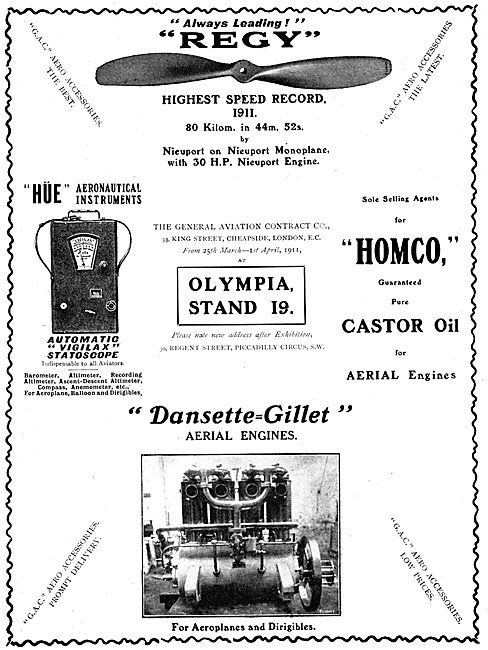 "Always Leading!"
"REGY"
"G.A.C." AERO ACCESSORIES.
THE BEST.
"G.A.C." AERO ACCESSORIES
THE LATEST.
HIGHEST SPEED RECORD,
1911.
80 Kilom. in 44m. 52s.
by
Nieuport on Nieuport Monoplane,
with 30 H.P. Nieuport Engine.
"HÜE" AERONAUTICAL
INSTRUMENTS
AUTOMATIC
"VIGILAX"
STATOSCOPE
Indispensable to all Aviators.
Barometer, Altimeter, Recording
Altimeter, Ascent-Descent Altimeter,
Compass, Anemometer, etc.,
For Aeroplane, Balloon and Dirigibles.
THE GENERAL AVIATION CONTRACT CO.,
32, KING STREET, CHEAPSIDE, LONDON, E.C.
From 25th March—1st April, 1911,
AT
OLYMPIA,
STAND 19.
Please note new address after Exhibition,
30, REGENT STREET, PICCADILLY CIRCUS, S.W.
Sole Selling Agents
for
"HOMCO,"
Guaranteed
Pure
CASTOR Oil
for
AERIAL Engines
"Dansette=Gillet"
AERIAL ENGINES.
"G.A.C." AERO ACCESSORIES.
PROMPT DELIVERY.
"G.A.C." AERO ACCESSORIES.
LOW PRICES.
For Aeroplanes and Dirigibles.